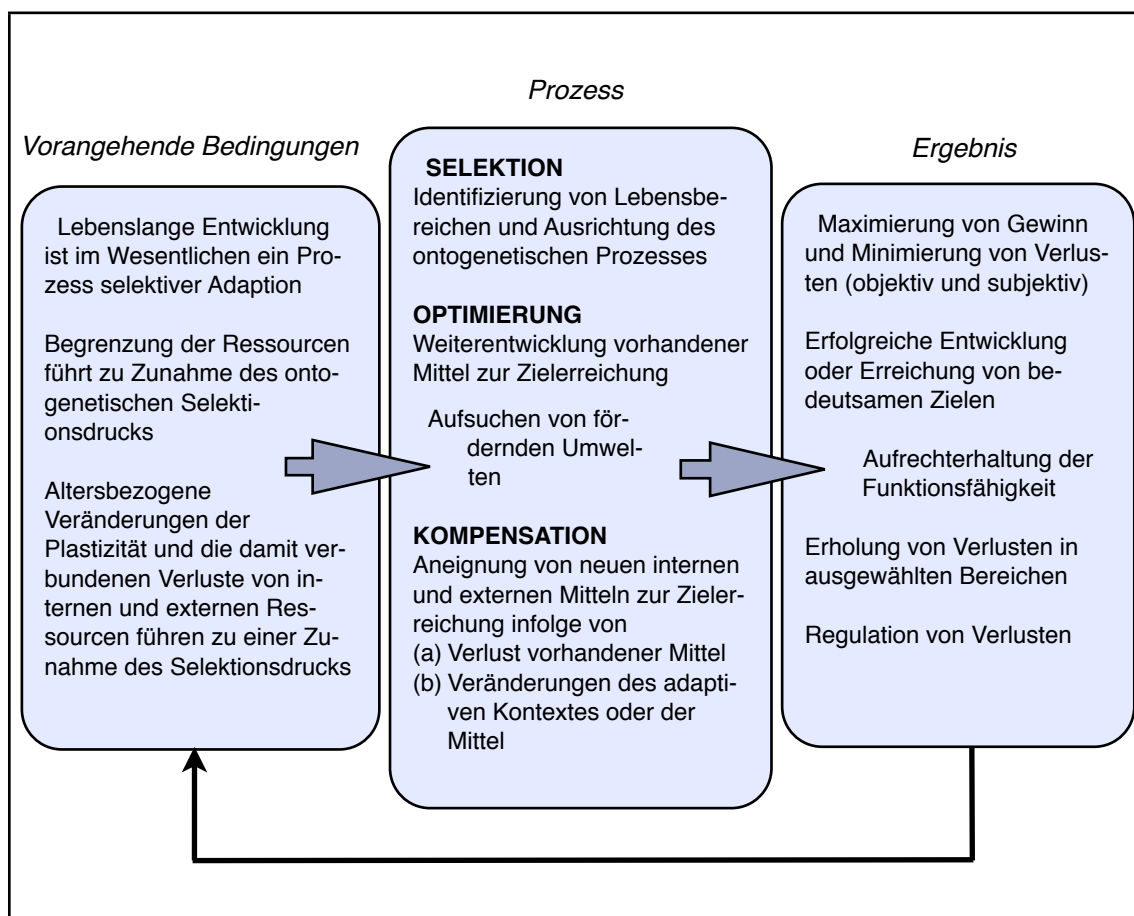 Vorangehende Bedingungen
Lebenslange Entwicklung
ist im Wesentlichen ein Pro-
zess selektiver Adaption
Begrenzung der Ressourcen
führt zu Zunahme des onto-
genetischen Selekti-
onsdrucks
Altersbezogene
Veränderungen der
Plastizität und die damit ver-
bundenen Verluste von in-
ternen und externen Res-
sourcen führen zu einer Zu-
nahme des Selektionsdrucks
Prozess
SELEKTION
Identifizierung von Lebensbe-
reichen und Ausrichtung des
ontogenetischen Prozesses
OPTIMIERUNG
Weiterentwicklung vorhandener
Mittel zur Zielerreichung
Aufsuchen von för-
dernden Umwel-
ten
KOMPENSATION
Aneignung von neuen internen
und externen Mitteln zur Zieler-
reichung infolge von
(a) Verlust vorhandener Mittel
(b) Veränderungen des adapti-
ven Kontextes oder der
Mittel
Ergebnis
Maximierung von Gewinn
und Minimierung von Verlus-
ten (objektiv und subjektiv)
Erfolgreiche Entwicklung
oder Erreichung von be-
deutsamen Zielen
Aufrechterhaltung der
Funktionsfähigkeit
Erholung von Verlusten in
ausgewählten Bereichen
Regulation von Verlusten